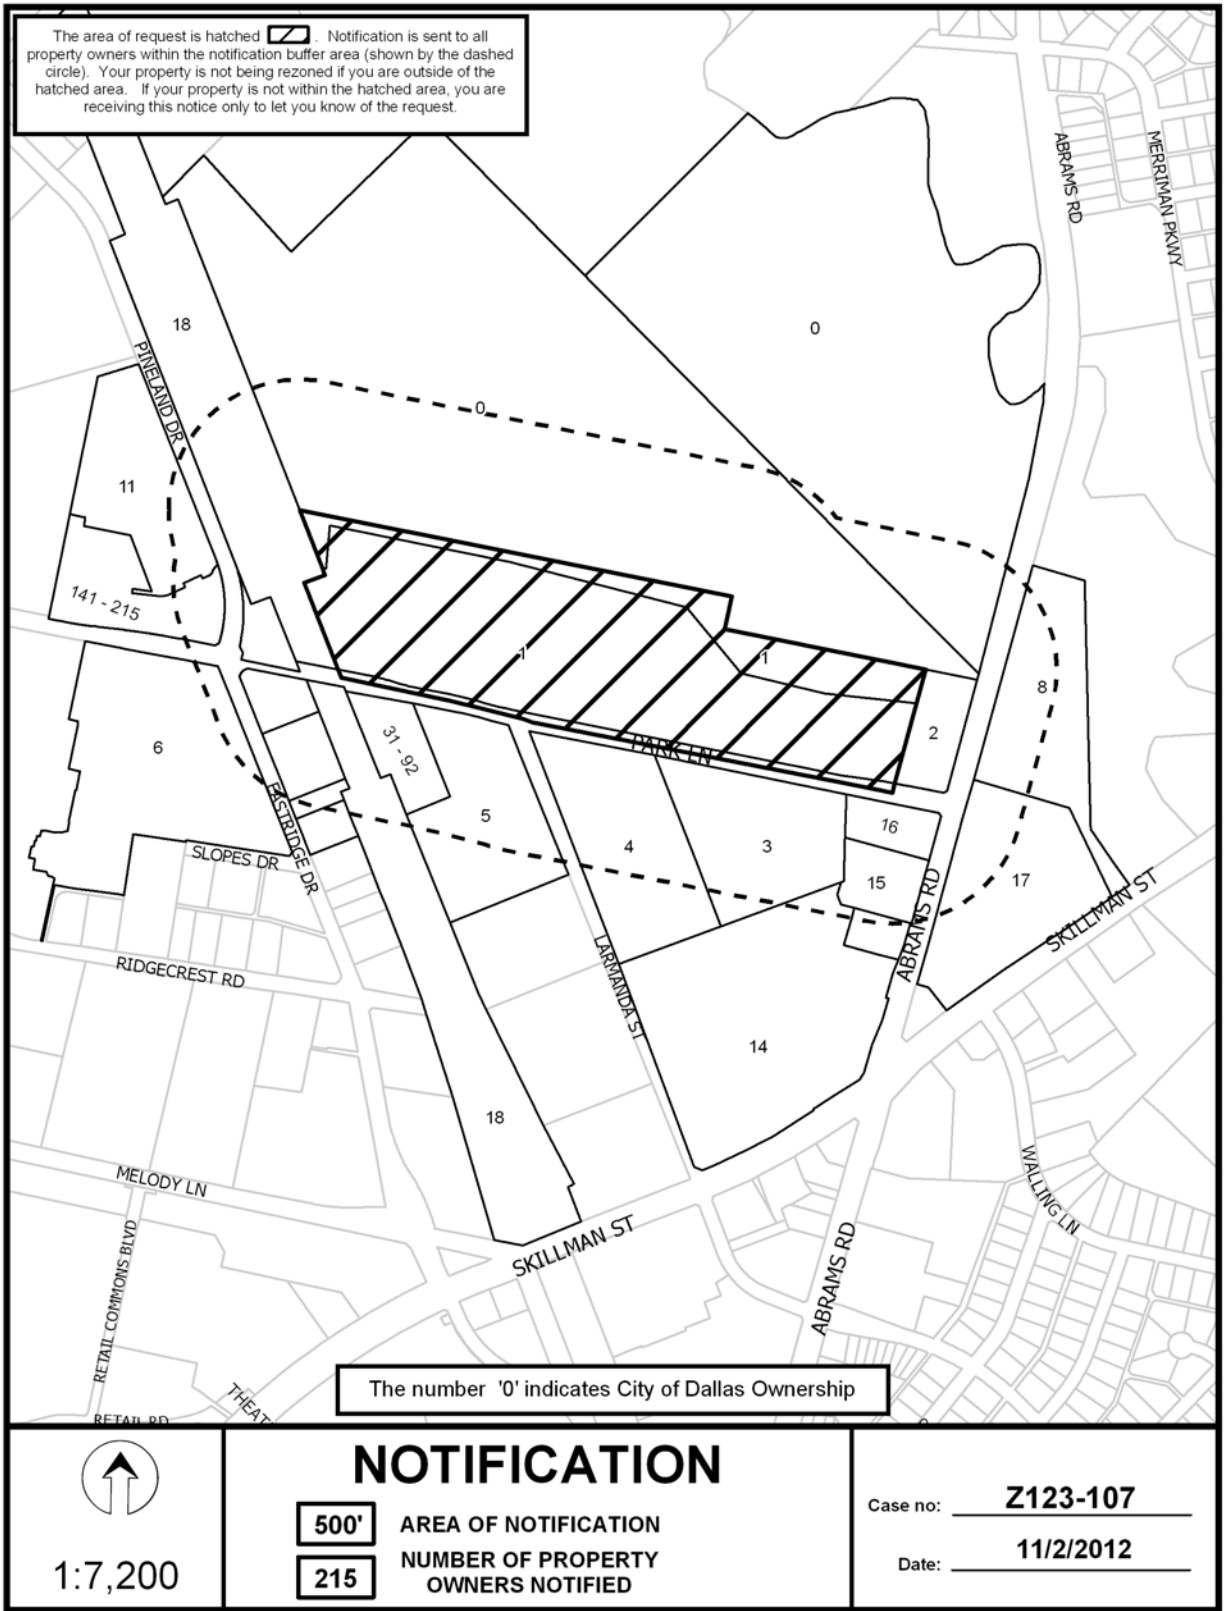 The area of request is hatched . Notification is sent to all
property owners within the notification buffer area (shown by the dashed
circle). Your property is not being rezoned if you are outside of the
hatched area. If your property is not within the hatched area, you are
receiving this notice only to let you know of the request.
ABRAMS RD
MERRIMAN PKWY
18
0
PINELAND DR
0
11
141 - 215
1
1
8
2
6
31 - 92
PARK LN
5
4
3
16
15
17
EASTRIDGE DR
SLOPES DR
ABRAMS RD
SKILLMAN ST
RIDGECREST RD
LARMANDA ST
14
18
MELODY LN
WALLING LN
SKILLMAN ST
ABRAMS RD
RETAIL COMMONS BLVD
The number '0' indicates City of Dallas Ownership
RETAIL RD
NOTIFICATION
500' AREA OF NOTIFICATION
215 NUMBER OF PROPERTY
OWNERS NOTIFIED
1:7,200
Case no: Z123-107
Date: 11/2/2012